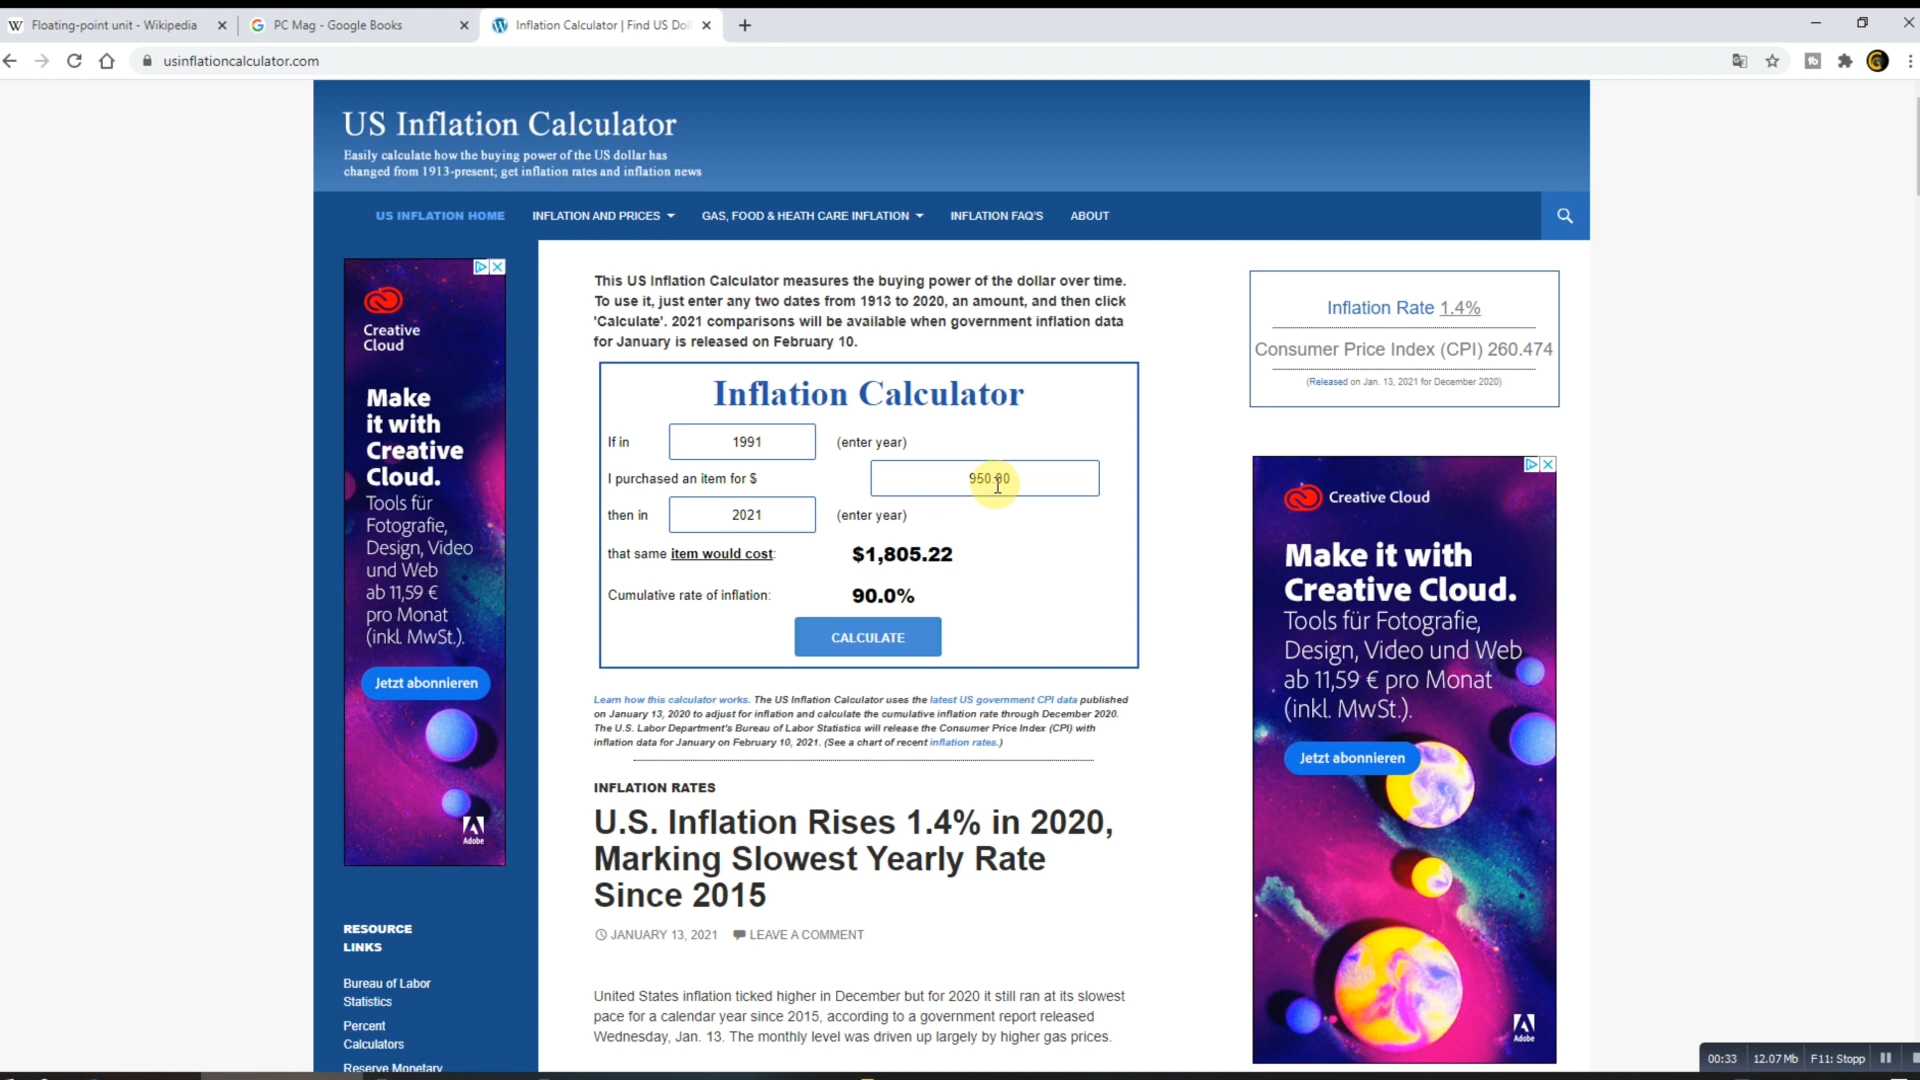 Floating-point unit - Wikipedia
PC Mag - Google Books
Inflation Calculator | Find US Dol
usinflationcalculator.com
US Inflation Calculator
Easily calculate how the buying power of the US dollar has
changed from 1913-present; get inflation rates and inflation news
US INFLATION HOME
INFLATION AND PRICES
GAS, FOOD & HEATH CARE INFLATION
INFLATION FAQ'S
ABOUT
Creative
Cloud
Make
it with
Creative
Cloud.
Tools für
Fotografie,
Design, Video
und Web
ab 11,59 €
pro Monat
(inkl. MwSt.).
Jetzt abonnieren
Adobe
RESOURCE
LINKS
Bureau of Labor
Statistics
Percent
Calculators
Reserve Monetary
This US Inflation Calculator measures the buying power of the dollar over time.
To use it, just enter any two dates from 1913 to 2020, an amount, and then click
'Calculate'. 2021 comparisons will be available when government inflation data
for January is released on February 10.
Inflation Calculator
If in 1991 (enter year)
I purchased an item for $ 950.00
then in 2021 (enter year)
that same item would cost: $1,805.22
Cumulative rate of inflation: 90.0%
CALCULATE
Learn how this calculator works. The US Inflation Calculator uses the latest US government CPI data published
on January 13, 2020 to adjust for inflation and calculate the cumulative inflation rate through December 2020.
The U.S. Labor Department's Bureau of Labor Statistics will release the Consumer Price Index (CPI) with
inflation data for January on February 10, 2021. (See a chart of recent inflation rates.)
INFLATION RATES
U.S. Inflation Rises 1.4% in 2020,
Marking Slowest Yearly Rate
Since 2015
JANUARY 13, 2021 LEAVE A COMMENT
United States inflation ticked higher in December but for 2020 it still ran at its slowest
pace for a calendar year since 2015, according to a government report released
Wednesday, Jan. 13. The monthly level was driven up largely by higher gas prices.
Inflation Rate 1.4%
Consumer Price Index (CPI) 260.474
(Released on Jan. 13, 2021 for December 2020)
Creative Cloud
Make it with
Creative Cloud.
Tools für Fotografie,
Design, Video und Web
ab 11,59 € pro Monat
(inkl. MwSt.).
Jetzt abonnieren
Adobe
00:33 12.07Mb F11: Stopp